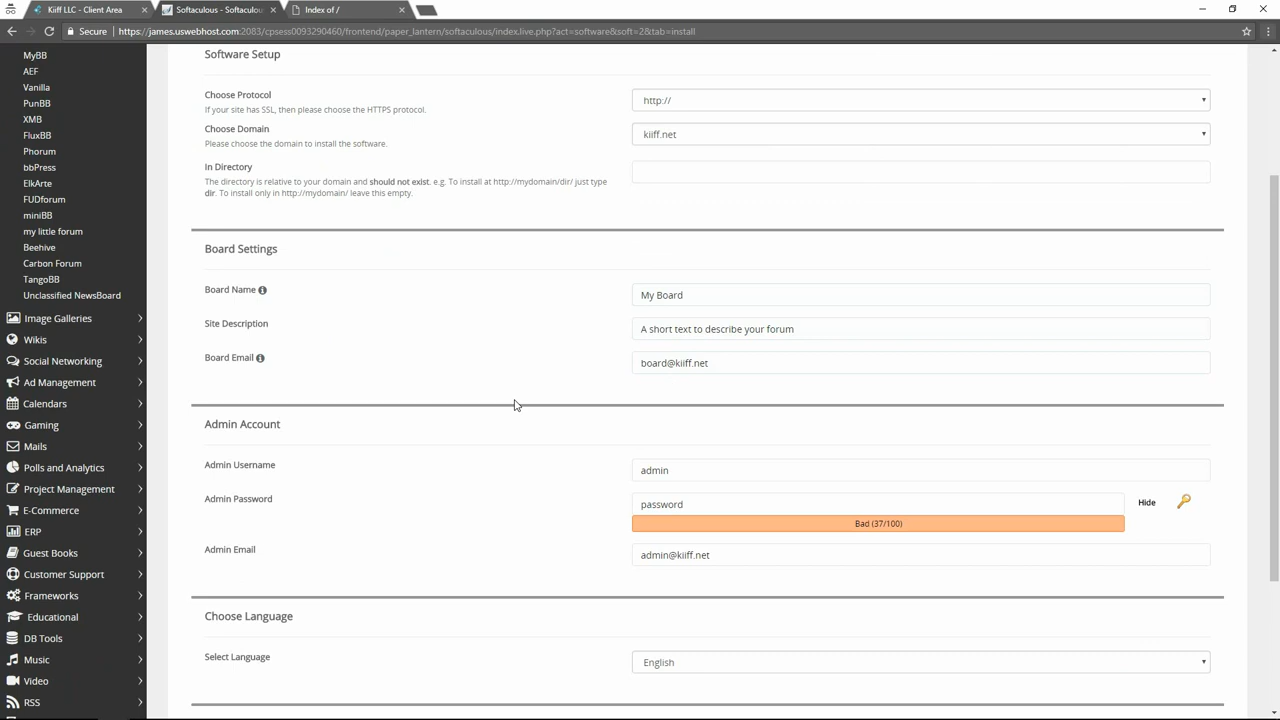 Kiiff LLC - Client Area
Softaculous - Softaculou
Index of /
Secure
https://james.uswebhost.com:2083/cpsess0093290460/frontend/paper_lantern/softaculous/index.live.php?act=software&soft=2&tab=install
MyBB
AEF
Vanilla
PunBB
XMB
FluxBB
Phorum
bbPress
ElkArte
FUDforum
miniBB
my little forum
Beehive
Carbon Forum
TangoBB
Unclassified NewsBoard
Image Galleries
Wikis
Social Networking
Ad Management
Calendars
Gaming
Mails
Polls and Analytics
Project Management
E-Commerce
ERP
Guest Books
Customer Support
Frameworks
Educational
DB Tools
Music
Video
RSS
Software Setup
Choose Protocol
If your site has SSL, then please choose the HTTPS protocol.
http://
Choose Domain
Please choose the domain to install the software.
kiiff.net
In Directory
The directory is relative to your domain and should not exist. e.g. To install at http://mydomain/dir/ just type
dir. To install only in http://mydomain/ leave this empty.
Board Settings
Board Name
My Board
Site Description
A short text to describe your forum
Board Email
board@kiiff.net
Admin Account
Admin Username
admin
Admin Password
password
Hide
Bad (37/100)
Admin Email
admin@kiiff.net
Choose Language
Select Language
English